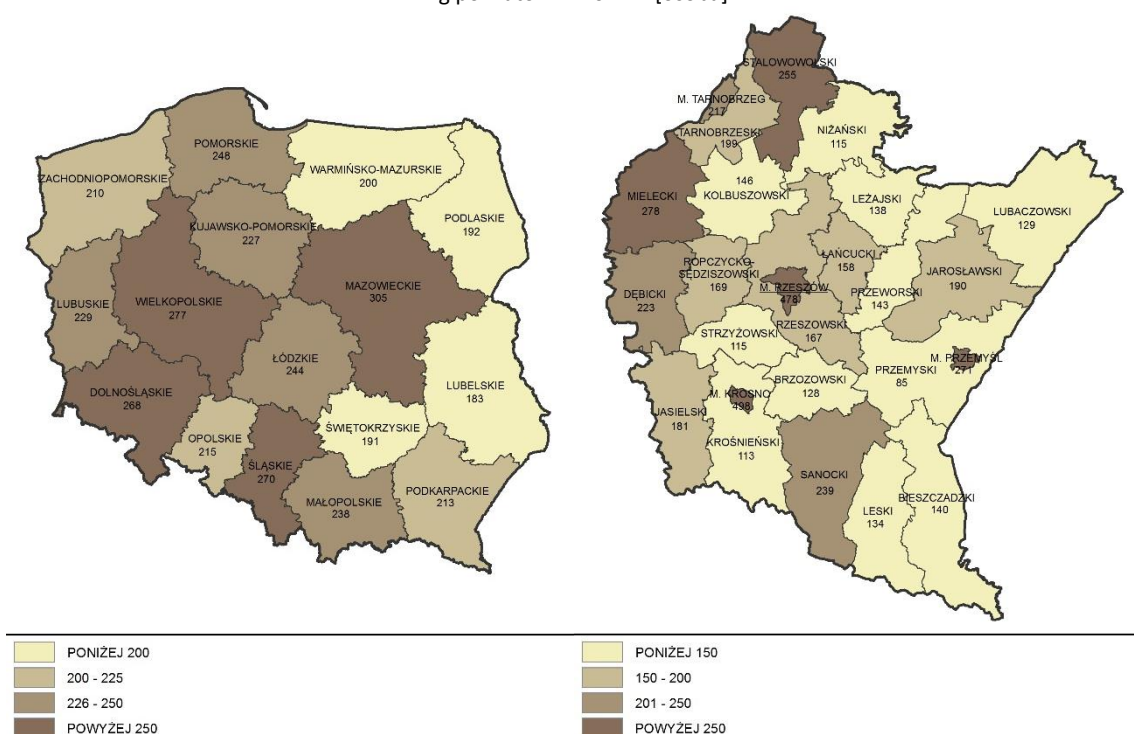 POMORSKIE
248
ZACHODNIOPOMORSKIE
210
WARMIŃSKO-MAZURSKIE
200
PODLASKIE
192
KUJAWSKO-POMORSKIE
227
MAZOWIECKIE
305
LUBUSKIE
229
WIELKOPOLSKIE
277
ŁÓDZKIE
244
LUBELSKIE
183
DOLNOŚLĄSKIE
268
OPOLSKIE
215
ŚWIĘTOKRZYSKIE
191
ŚLĄSKIE
270
MAŁOPOLSKIE
238
PODKARPACKIE
213
STALOWOWOLSKI
255
M. TARNOBRZEG
217
TARNOBRZESKI
199
NIŻAŃSKI
115
MIELECKI
278
146
KOLBUSZOWSKI
LEŻAJSKI
138
LUBACZOWSKI
129
ROPCZYCKO-
SĘDZISZOWSKI
169
ŁAŃCUCKI
158
JAROSŁAWSKI
190
DĘBICKI
223
M. RZESZÓW
478
PRZEWORSKI
143
STRZYŻOWSKI
115
RZESZOWSKI
167
M. PRZEMYŚL
271
PRZEMYSKI
85
JASIELSKI
181
M. KROSNO
498
BRZOZOWSKI
128
KROŚNIEŃSKI
113
SANOCKI
239
LESKI
134
BIESZCZADZKI
140
PONIŻEJ 200
200 - 225
226 - 250
POWYŻEJ 250
PONIŻEJ 150
150 - 200
201 - 250
POWYŻEJ 250